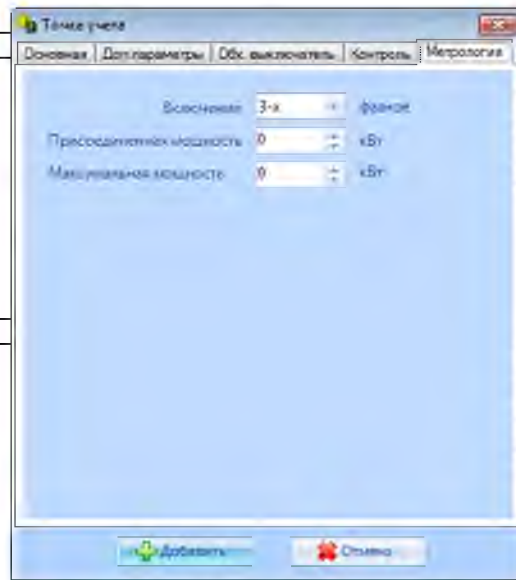 Точка учета
Основная Доп.параметры Обх. выключатель Контроль Метрология
Включение 3-х фазное
Присоединенная мощность 0 кВт
Максимальная мощность 0 кВт
Добавить Отмена